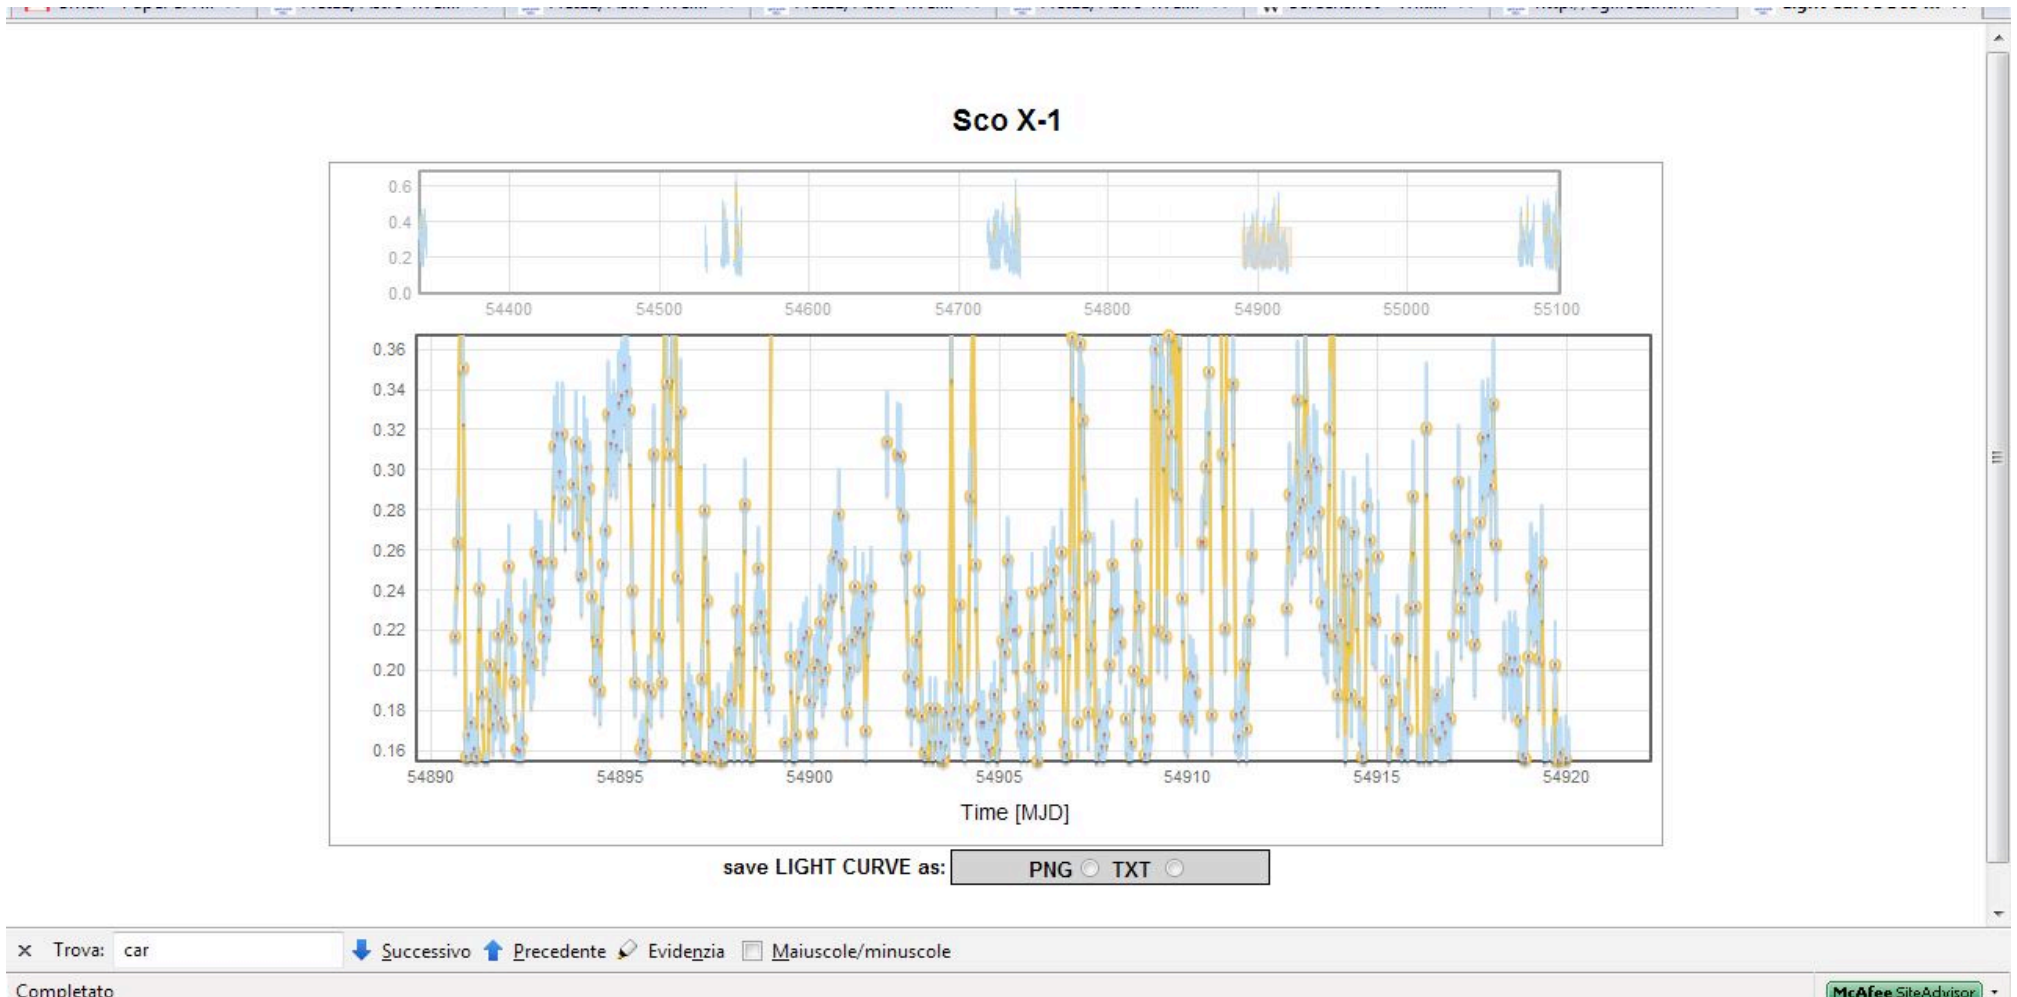 Sco X-1
0.6
0.4
0.2
0.0
54400 54500 54600 54700 54800 54900 55000 55100
0.36
0.34
0.32
0.30
0.28
0.26
0.24
0.22
0.20
0.18
0.16
54890 54895 54900 54905 54910 54915 54920
Time [MJD]
save LIGHT CURVE as: PNG TXT
x Trova: car Successivo Precedente Evidenzia Maiuscole/minuscole
Completato McAfee SiteAdvisor